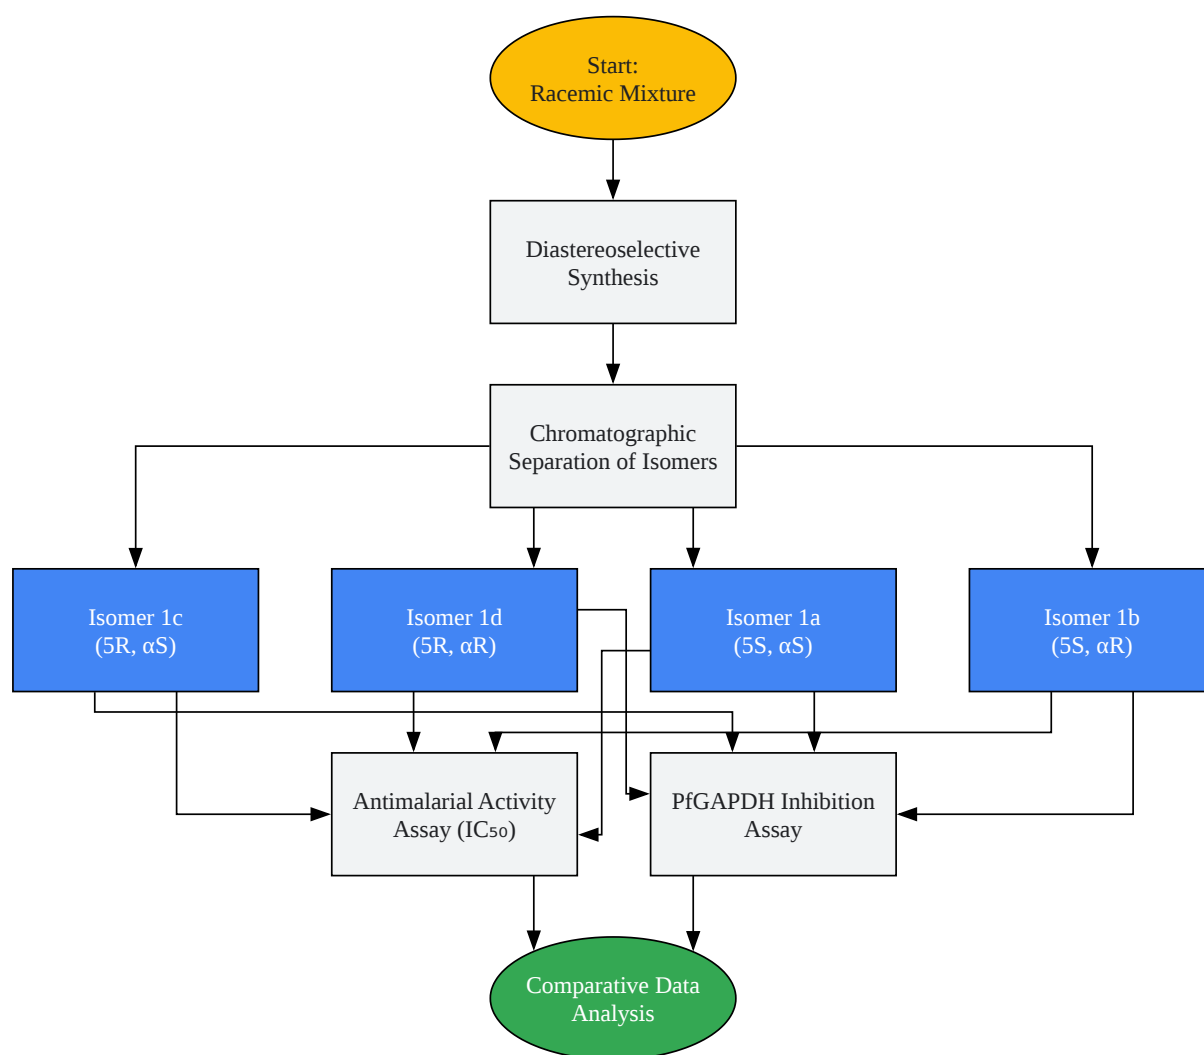 Start:
Racemic Mixture
Diastereoselective
Synthesis
Chromatographic
Separation of Isomers
Isomer 1c
(5R, αS)
Isomer 1d
(5R, αR)
Isomer 1a
(5S, αS)
Isomer 1b
(5S, αR)
Antimalarial Activity
Assay (IC₅₀)
PfGAPDH Inhibition
Assay
Comparative Data
Analysis